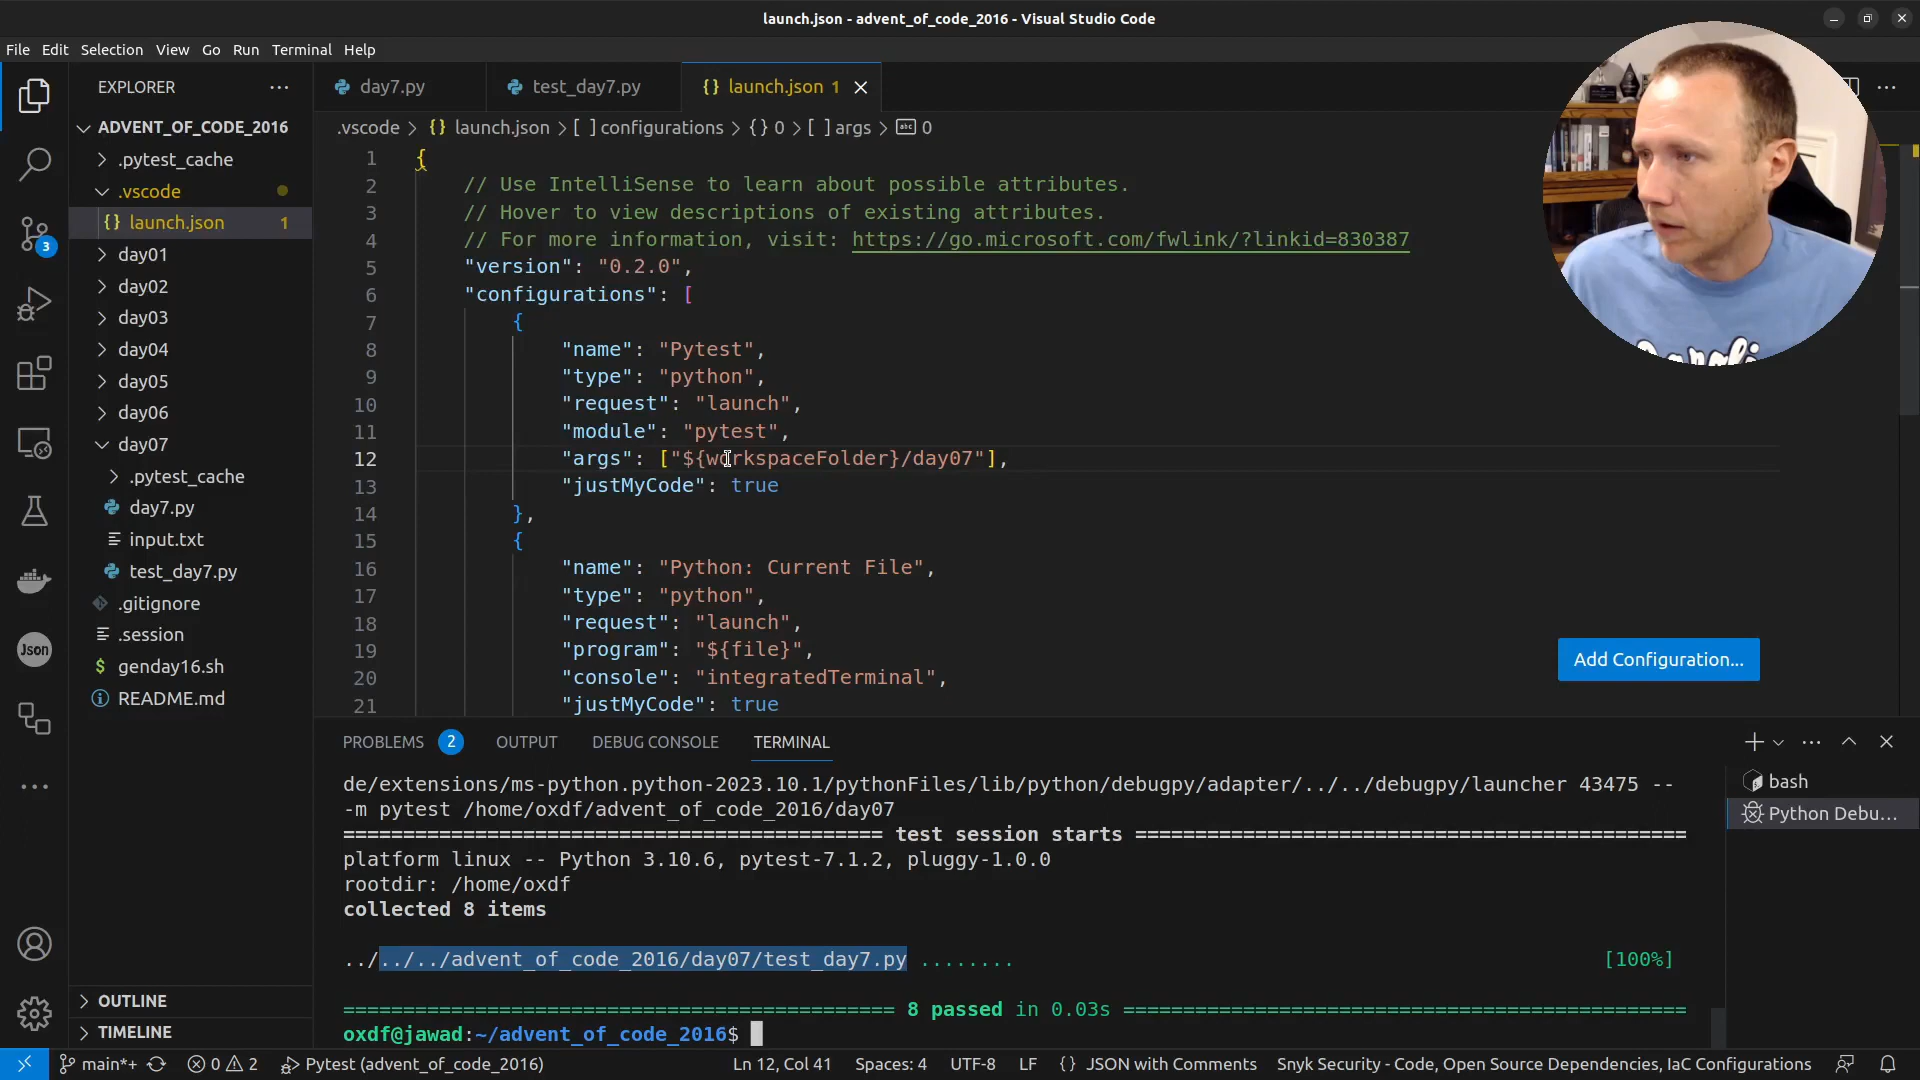 launch.json - advent_of_code_2016 - Visual Studio Code
File Edit Selection View Go Run Terminal Help
EXPLORER
ADVENT_OF_CODE_2016
.pytest_cache
.vscode
launch.json 1
day01
day02
day03
day04
day05
day06
day07
.pytest_cache
day7.py
input.txt
test_day7.py
.gitignore
.session
genday16.sh
README.md
OUTLINE
TIMELINE
3
Json
day7.py test_day7.py launch.json 1
.vscode > {} launch.json > [ ] configurations > {} 0 > [ ] args > abc 0
1 {
2 // Use IntelliSense to learn about possible attributes.
3 // Hover to view descriptions of existing attributes.
4 // For more information, visit: https://go.microsoft.com/fwlink/?linkid=830387
5 "version": "0.2.0",
6 "configurations": [
7 {
8 "name": "Pytest",
9 "type": "python",
10 "request": "launch",
11 "module": "pytest",
12 "args": ["${workspaceFolder}/day07"],
13 "justMyCode": true
14 },
15 {
16 "name": "Python: Current File",
17 "type": "python",
18 "request": "launch",
19 "program": "${file}",
20 "console": "integratedTerminal",
21 "justMyCode": true
Add Configuration...
PROBLEMS 2 OUTPUT DEBUG CONSOLE TERMINAL
de/extensions/ms-python.python-2023.10.1/pythonFiles/lib/python/debugpy/adapter/../../debugpy/launcher 43475 --
-m pytest /home/oxdf/advent_of_code_2016/day07
============================================= test session starts ===============================================
platform linux -- Python 3.10.6, pytest-7.1.2, pluggy-1.0.0
rootdir: /home/oxdf
collected 8 items
../../../advent_of_code_2016/day07/test_day7.py ........ [100%]
============================================== 8 passed in 0.03s ===============================================
oxdf@jawad:~/advent_of_code_2016$
bash
Python Debu...
main*+ 0 2 Pytest (advent_of_code_2016) Ln 12, Col 41 Spaces: 4 UTF-8 LF {} JSON with Comments Snyk Security - Code, Open Source Dependencies, IaC Configurations